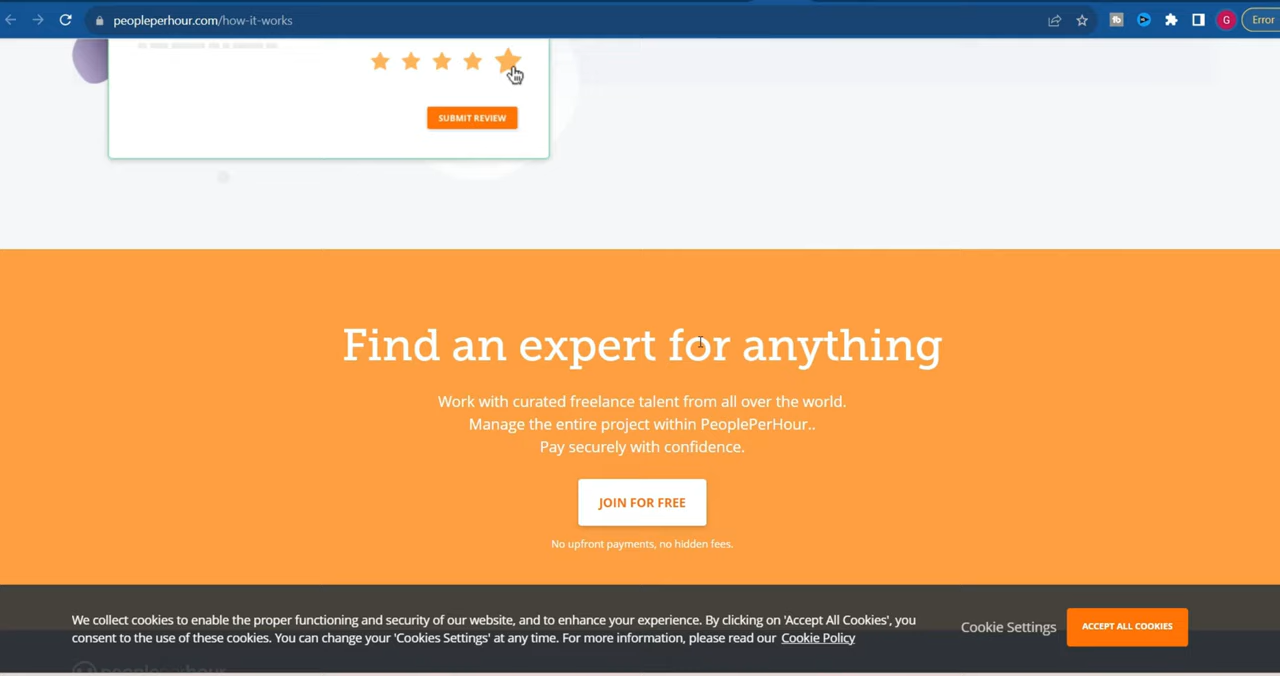 peopleperhour.com/how-it-works
G
Error
SUBMIT REVIEW
Find an expert for anything
Work with curated freelance talent from all over the world.
Manage the entire project within PeoplePerHour..
Pay securely with confidence.
JOIN FOR FREE
No upfront payments, no hidden fees.
We collect cookies to enable the proper functioning and security of our website, and to enhance your experience. By clicking on 'Accept All Cookies', you
consent to the use of these cookies. You can change your 'Cookies Settings' at any time. For more information, please read our Cookie Policy
Cookie Settings
ACCEPT ALL COOKIES
peopleperhour